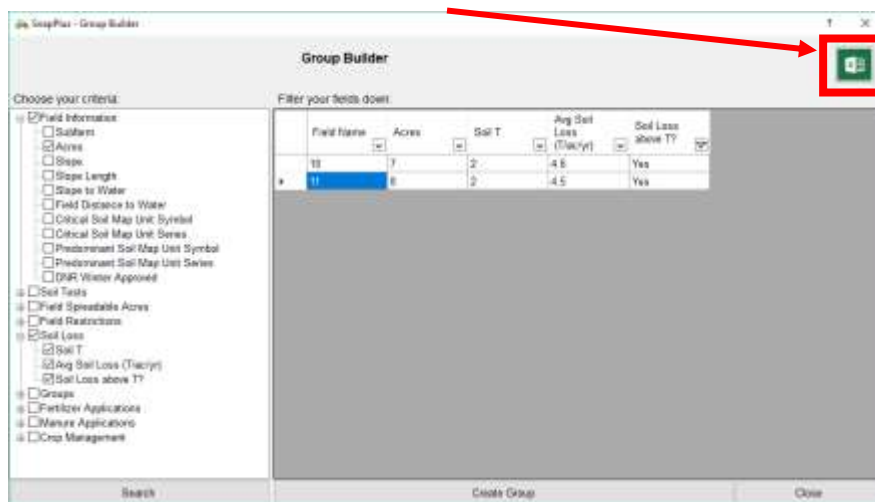 SnapPlus - Group Builder
Group Builder
Choose your criteria:
Filter your fields down:
Field Information
Subfarm
Acres
Slope
Slope Length
Slope to Water
Field Distance to Water
Critical Soil Map Unit Symbol
Critical Soil Map Unit Series
Predominant Soil Map Unit Symbol
Predominant Soil Map Unit Series
DNR Winter Approved
Soil Tests
Field Spreadable Acres
Field Restrictions
Soil Loss
Soil T
Avg Soil Loss (T/ac/yr)
Soil Loss above T?
Groups
Fertilizer Applications
Manure Applications
Crop Management
Field Name Acres Soil T Avg Soil Loss (T/ac/yr) Soil Loss above T?
10 7 2 4.6 Yes
11 6 2 4.5 Yes
Search Create Group Close